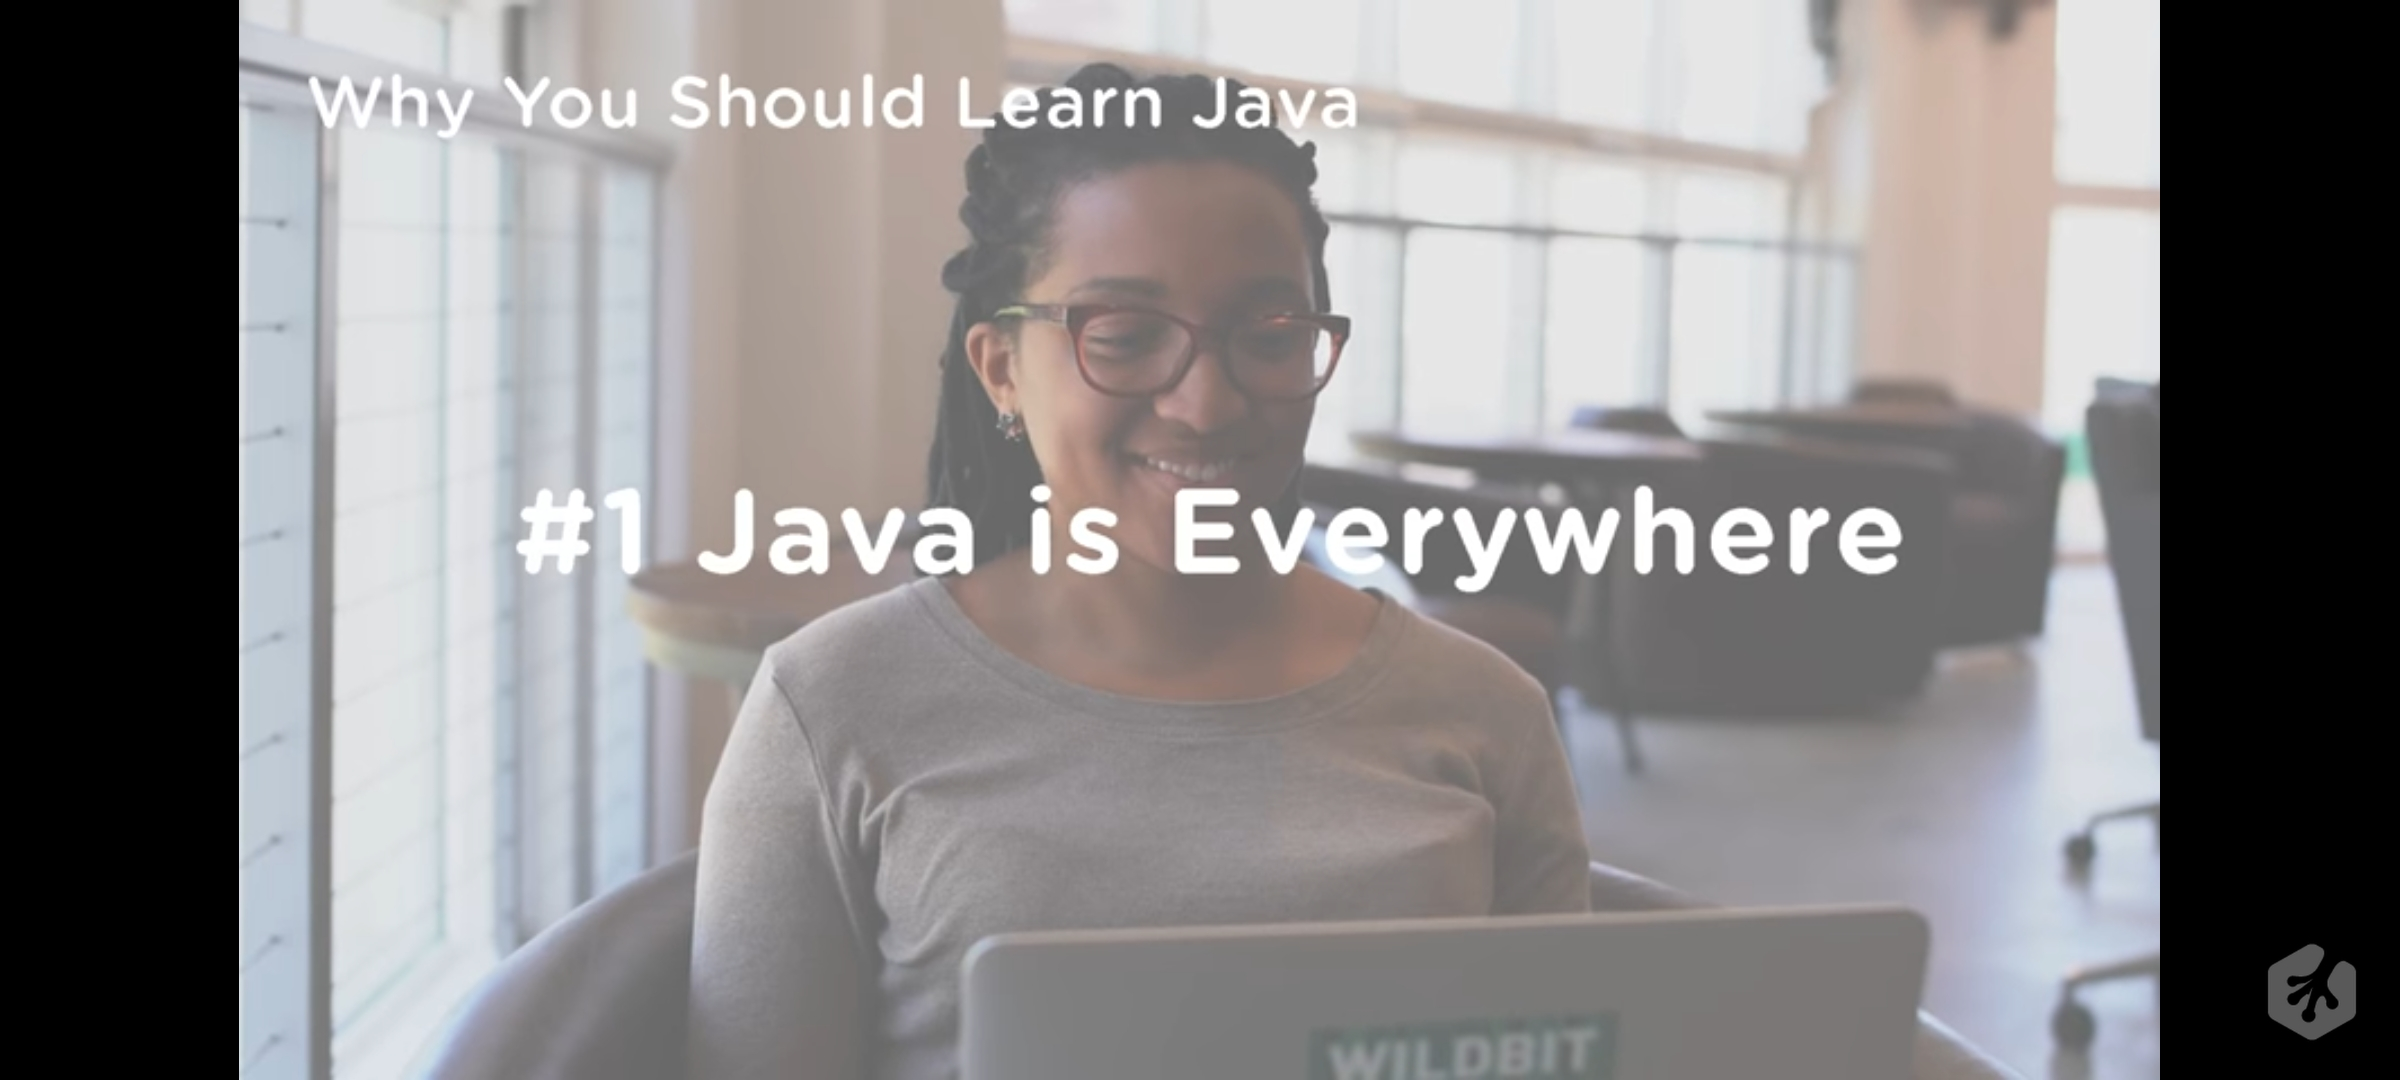 Why You Should Learn Java
#1 Java is Everywhere
WILDBIT